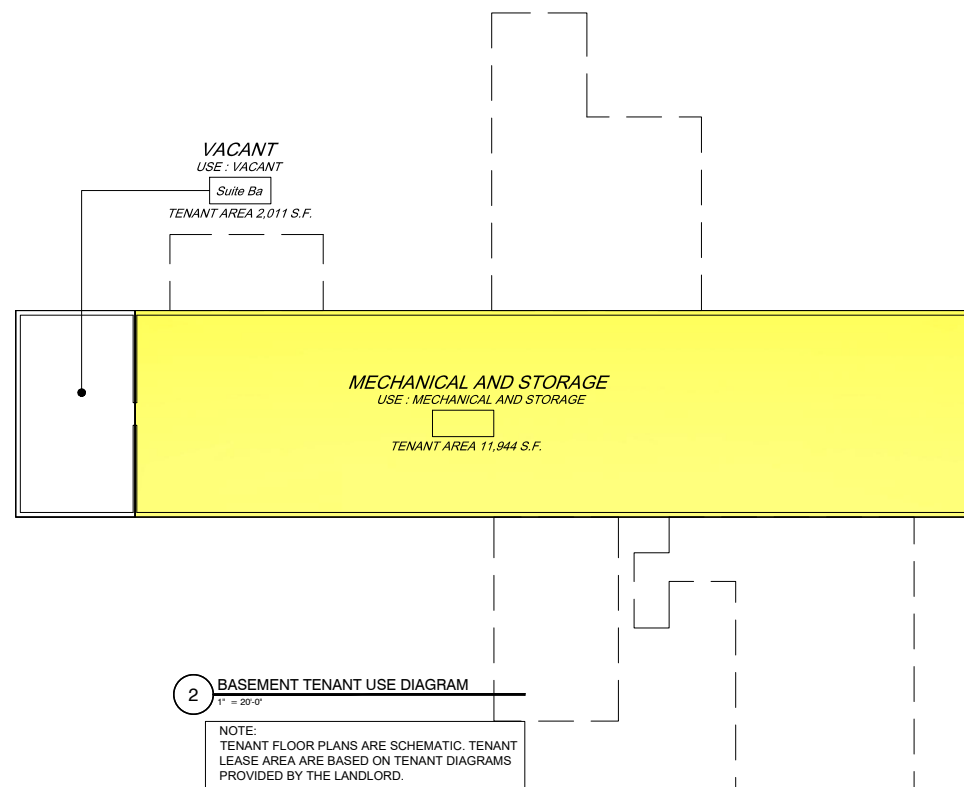 VACANT
USE : VACANT
Suite Ba
TENANT AREA 2,011 S.F.
MECHANICAL AND STORAGE
USE : MECHANICAL AND STORAGE
TENANT AREA 11,944 S.F.
2
BASEMENT TENANT USE DIAGRAM
1" = 20'-0"
NOTE:
TENANT FLOOR PLANS ARE SCHEMATIC. TENANT
LEASE AREA ARE BASED ON TENANT DIAGRAMS
PROVIDED BY THE LANDLORD.